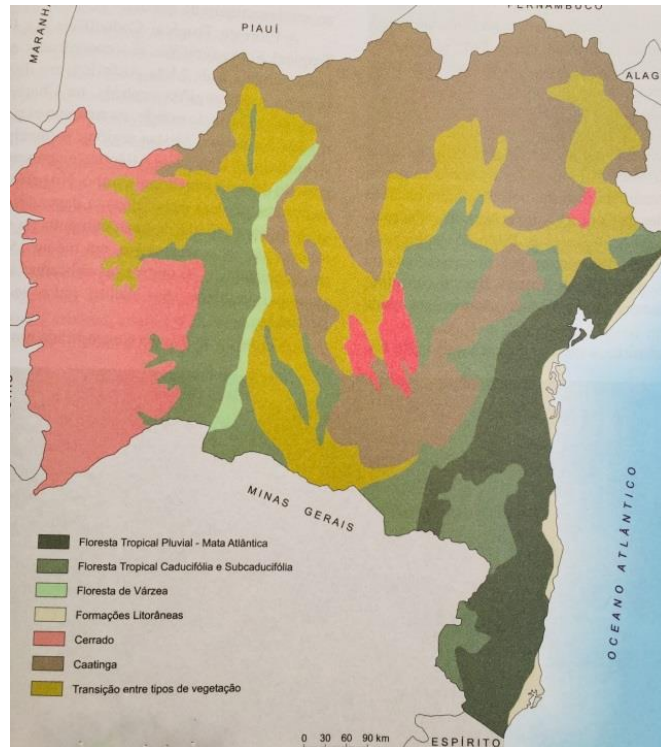 PERNAMBUCO
PIAUÍ
MARANH
ALAG
MINAS GERAIS
OCEANO ATLÂNTICO
Floresta Tropical Pluvial - Mata Atlântica
Floresta Tropical Caducifólia e Subcaducifólia
Floresta de Várzea
Formações Litorâneas
Cerrado
Caatinga
Transição entre tipos de vegetação
0 30 60 90 km
ESPÍRITO